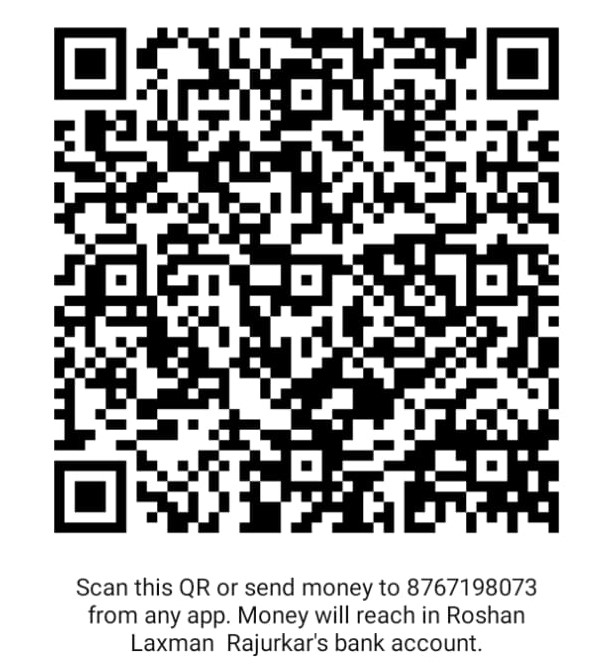 Scan this QR or send money to 8767198073
from any app. Money will reach in Roshan
Laxman  Rajurkar's bank account.